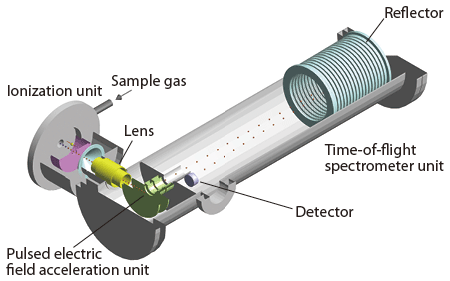 Reflector
Sample gas
Ionization unit
Lens
Time-of-flight
spectrometer unit
Detector
Pulsed electric
field acceleration unit